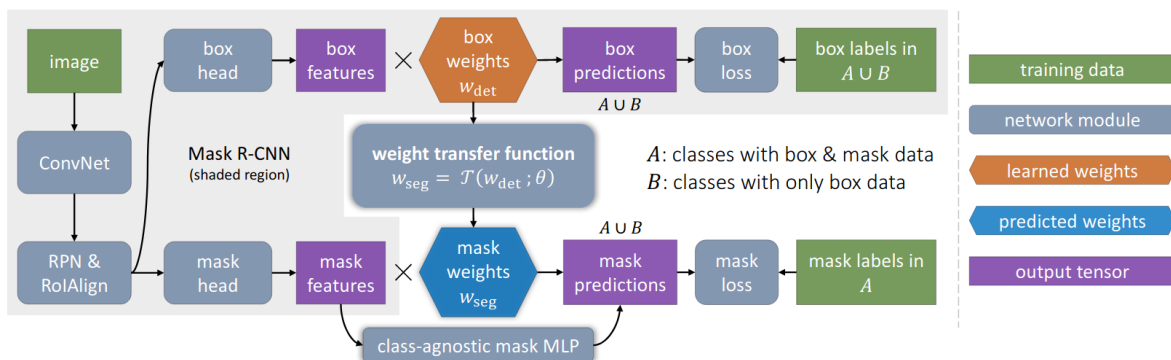 image
box
head
box
features
×
box
weights
w_det
box
predictions
A ∪ B
box
loss
box labels in
A ∪ B
ConvNet
Mask R-CNN
(shaded region)
weight transfer function
w_seg = 𝒯(w_det ; θ)
A: classes with box & mask data
B: classes with only box data
RPN &
RoIAlign
mask
head
mask
features
×
mask
weights
w_seg
A ∪ B
mask
predictions
mask
loss
mask labels in
A
class-agnostic mask MLP
training data
network module
learned weights
predicted weights
output tensor